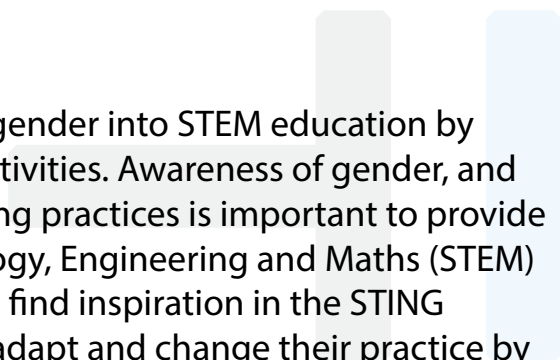 gender into STEM education by
tivities. Awareness of gender, and
ng practices is important to provide
ogy, Engineering and Maths (STEM)
find inspiration in the STING
adapt and change their practice by